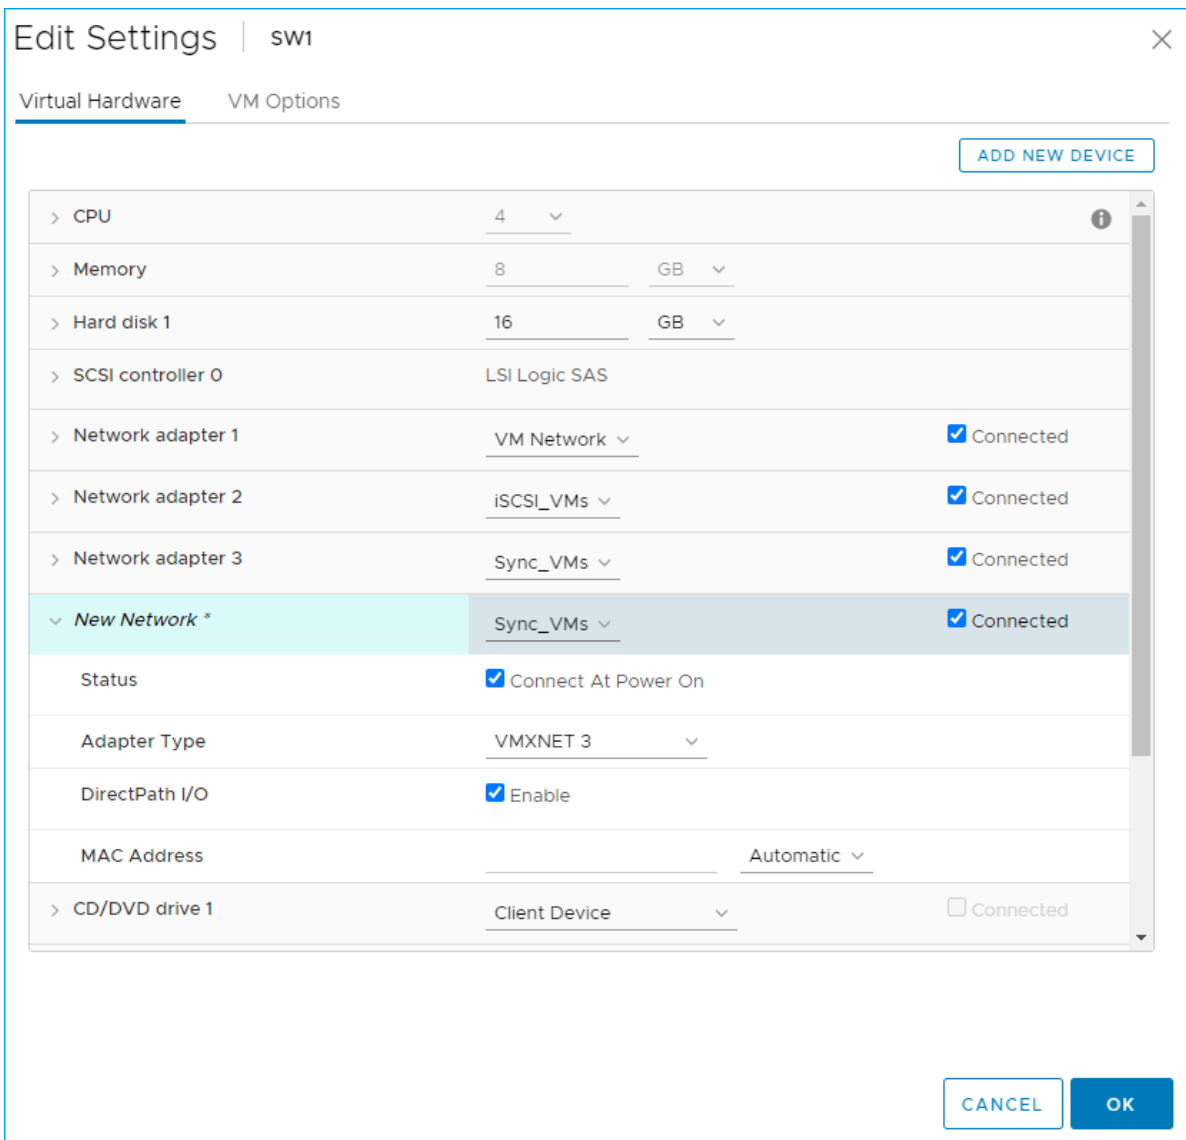 Edit Settings SW1
Virtual Hardware VM Options
ADD NEW DEVICE
CPU 4
Memory 8 GB
Hard disk 1 16 GB
SCSI controller 0 LSI Logic SAS
Network adapter 1 VM Network Connected
Network adapter 2 iSCSI_VMs Connected
Network adapter 3 Sync_VMs Connected
New Network * Sync_VMs Connected
Status Connect At Power On
Adapter Type VMXNET 3
DirectPath I/O Enable
MAC Address Automatic
CD/DVD drive 1 Client Device Connected
CANCEL OK